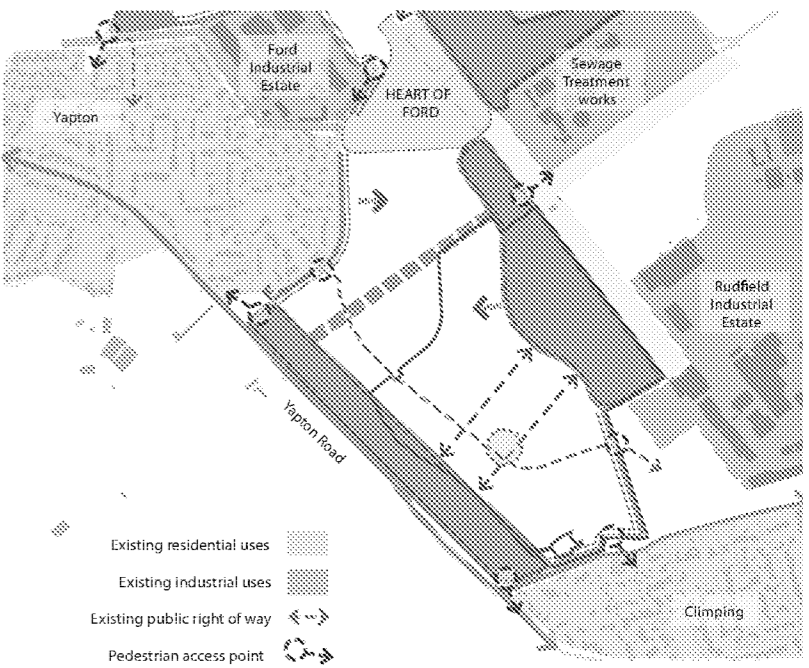 Ford
Industrial
Estate
HEART OF
FORD
Sewage
Treatment
works
Yapton
Rudfield
Industrial
Estate
Yapton Road
Existing residential uses
Existing industrial uses
Existing public right of way
Pedestrian access point
Climping